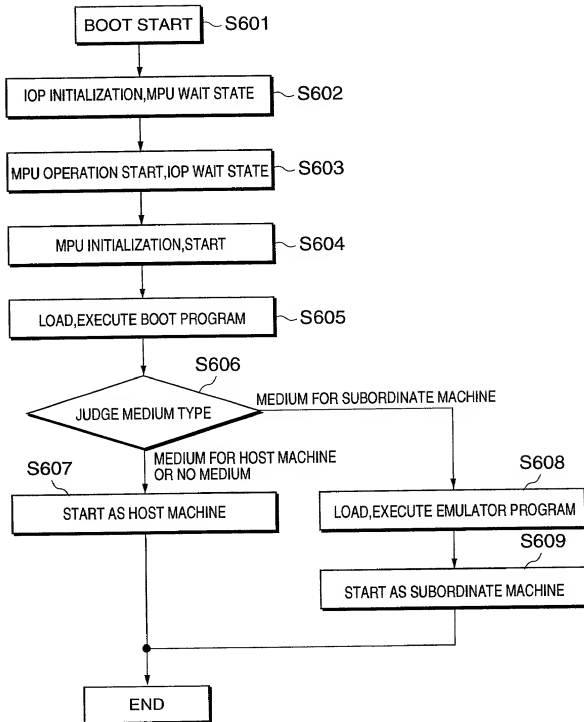 BOOT START
S601
IOP INITIALIZATION,MPU WAIT STATE
S602
MPU OPERATION START,IOP WAIT STATE
S603
MPU INITIALIZATION,START
S604
LOAD,EXECUTE BOOT PROGRAM
S605
S606
JUDGE MEDIUM TYPE
MEDIUM FOR SUBORDINATE MACHINE
MEDIUM FOR HOST MACHINE
OR NO MEDIUM
S607
START AS HOST MACHINE
S608
LOAD,EXECUTE EMULATOR PROGRAM
S609
START AS SUBORDINATE MACHINE
END